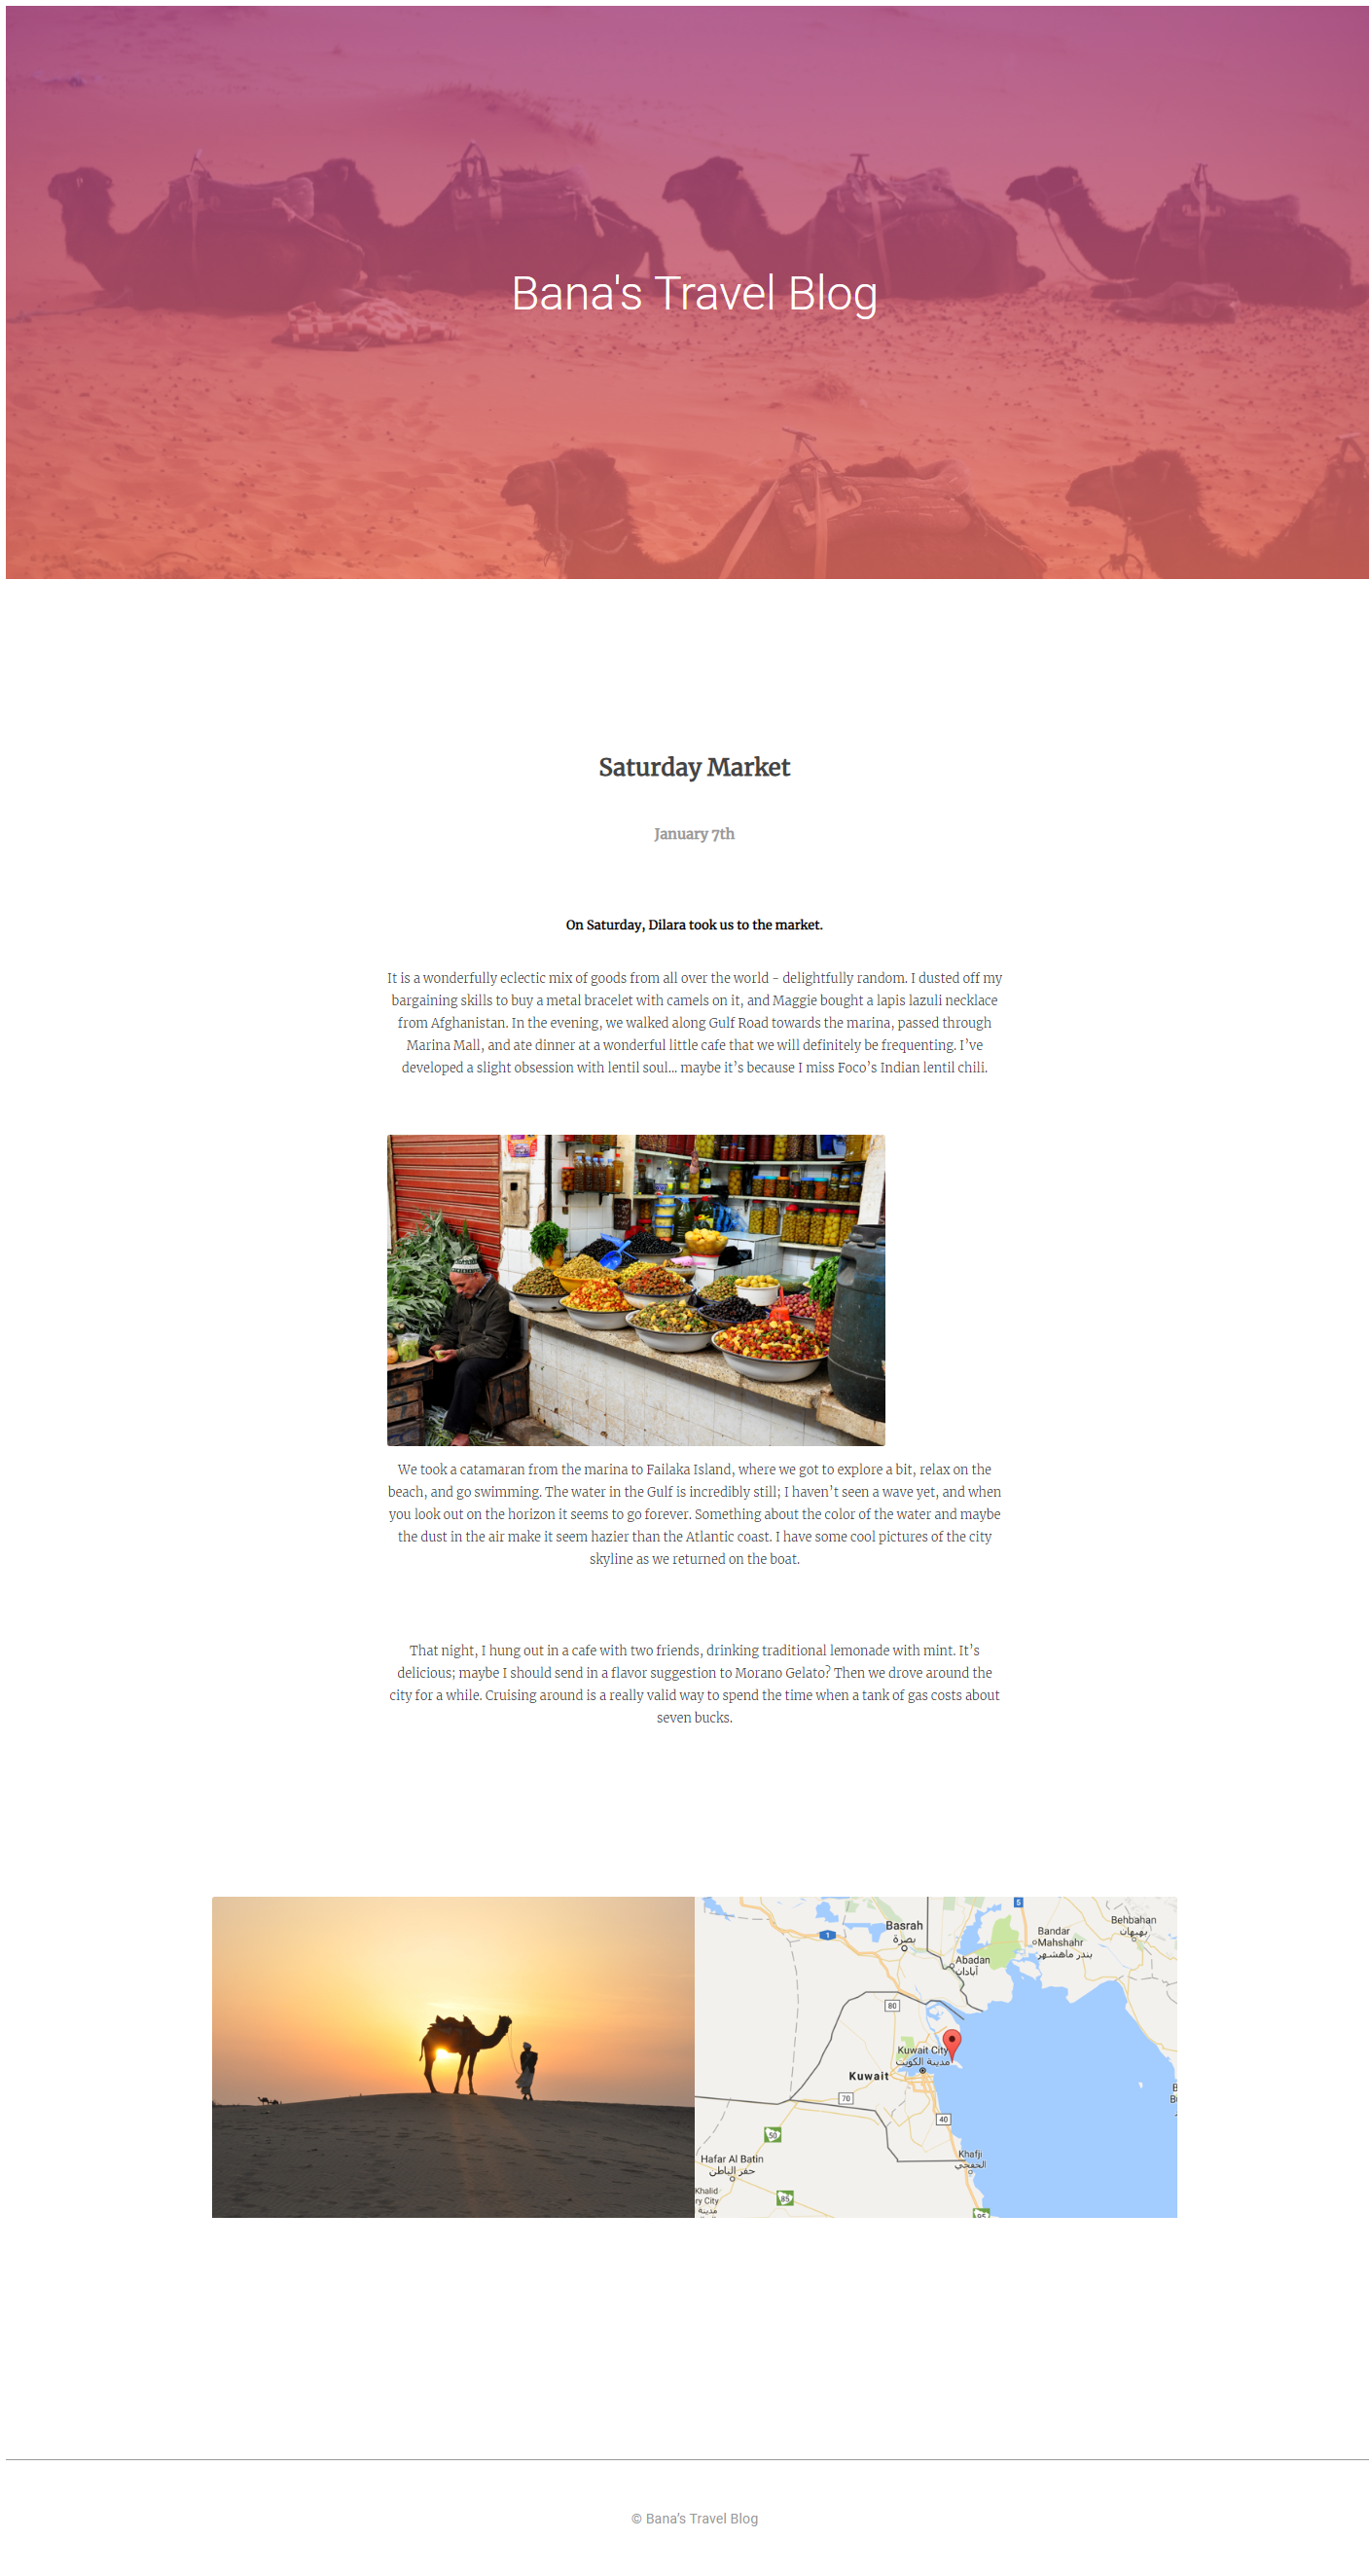 Bana's Travel Blog
Saturday Market
January 7th
On Saturday, Dilara took us to the market.
It is a wonderfully eclectic mix of goods from all over the world - delightfully random. I dusted off my
bargaining skills to buy a metal bracelet with camels on it, and Maggie bought a lapis lazuli necklace
from Afghanistan. In the evening, we walked along Gulf Road towards the marina, passed through
Marina Mall, and ate dinner at a wonderful little cafe that we will definitely be frequenting. I’ve
developed a slight obsession with lentil soul... maybe it’s because I miss Foco’s Indian lentil chili.
We took a catamaran from the marina to Failaka Island, where we got to explore a bit, relax on the
beach, and go swimming. The water in the Gulf is incredibly still; I haven’t seen a wave yet, and when
you look out on the horizon it seems to go forever. Something about the color of the water and maybe
the dust in the air make it seem hazier than the Atlantic coast. I have some cool pictures of the city
skyline as we returned on the boat.
That night, I hung out in a cafe with two friends, drinking traditional lemonade with mint. It’s
delicious; maybe I should send in a flavor suggestion to Morano Gelato? Then we drove around the
city for a while. Cruising around is a really valid way to spend the time when a tank of gas costs about
seven bucks.
5
Behbahan
بهبهان
Basrah
بصرة
1
Bandar
Mahshahr
بندر ماهشهر
Abadan
آبادان
80
Kuwait City
مدينة الكويت
Kuwait
70
40
50
Khafji
الخفجي
Hafar Al Batin
حفر الباطن
Khalid
ry City
مدينة
85
95
© Bana’s Travel Blog